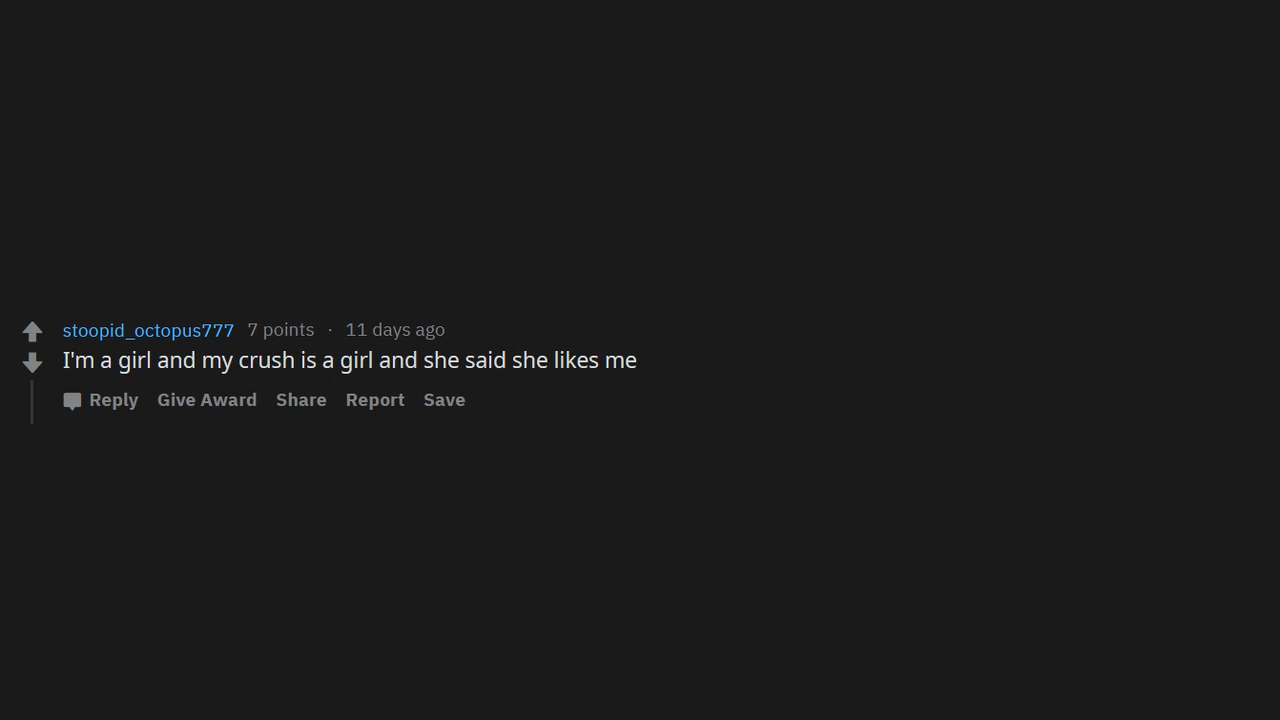 stoopid_octopus777 7 points · 11 days ago
I'm a girl and my crush is a girl and she said she likes me
Reply Give Award Share Report Save